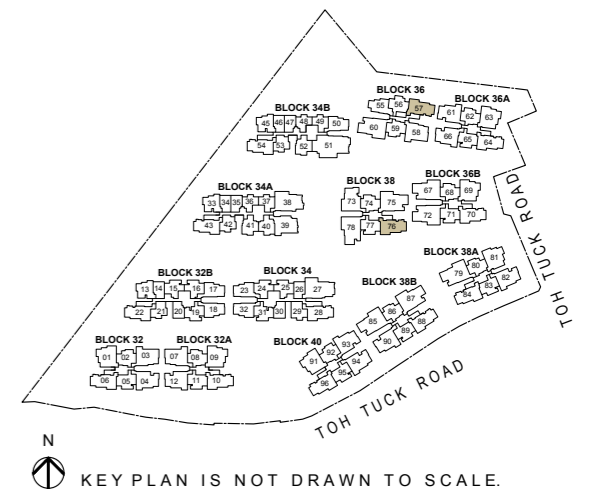 BLOCK 36
55 56 57
BLOCK 36A
61 62 63
60 59 58
66 65 64
BLOCK 34B
45 46 47 48 49 50
54 53 52 51
BLOCK 36B
67 68 69
72 71 70
BLOCK 38
73 74 75
78 77 76
BLOCK 34A
33 34 35 36 37 38
43 42 41 40 39
TOH TUCK ROAD
BLOCK 38A
79 80 81
84 83 82
BLOCK 32B
13 14 15 16 17
22 21 20 19 18
BLOCK 34
23 24 25 26 27
32 31 30 29 28
BLOCK 38B
85 86 87
90 89 88
BLOCK 32
01 02 03
06 05 04
BLOCK 32A
07 08 09
12 11 10
BLOCK 40
91 92 93
96 95 94
TOH TUCK ROAD
N
KEY PLAN IS NOT DRAWN TO SCALE.